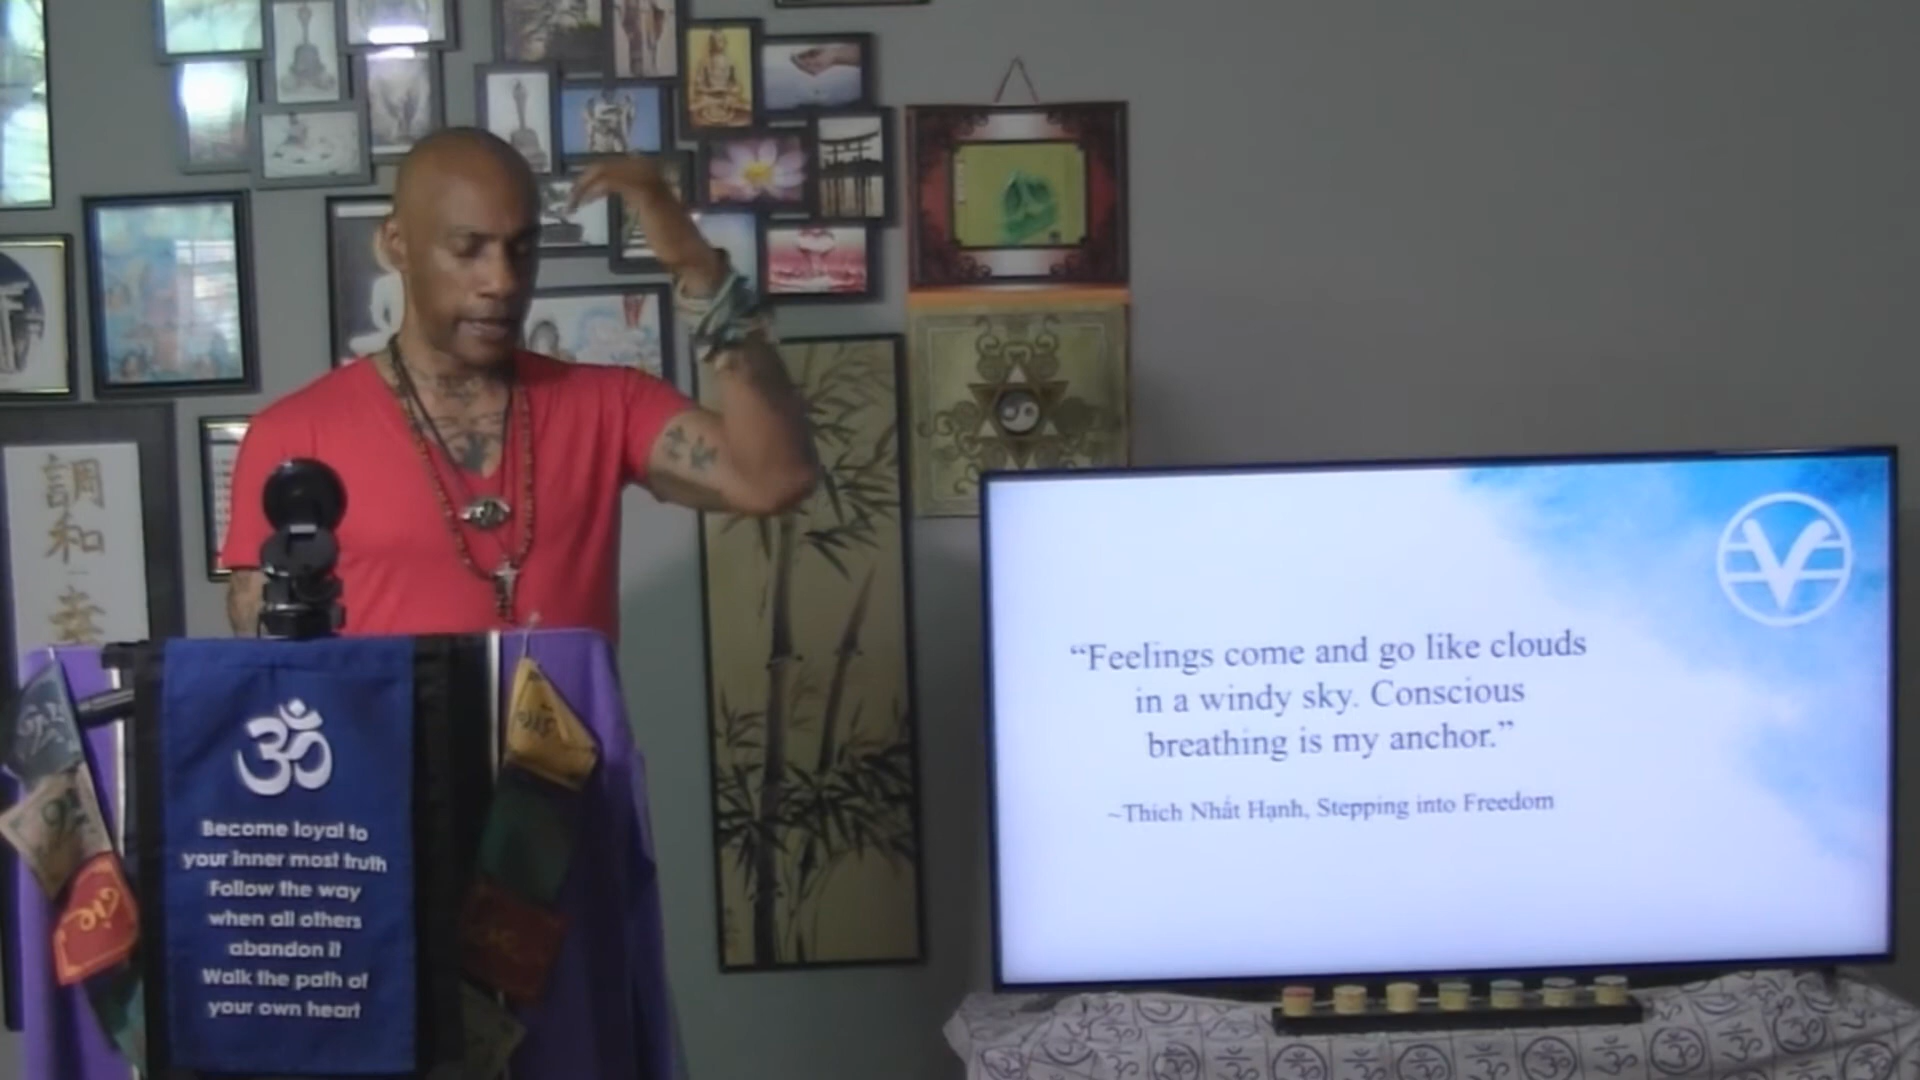 調
和
幸
ॐ
Become loyal to
your inner most truth
Follow the way
when all others
abandon it
Walk the path of
your own heart
“Feelings come and go like clouds
in a windy sky. Conscious
breathing is my anchor.”
~Thich Nhất Hạnh, Stepping into Freedom